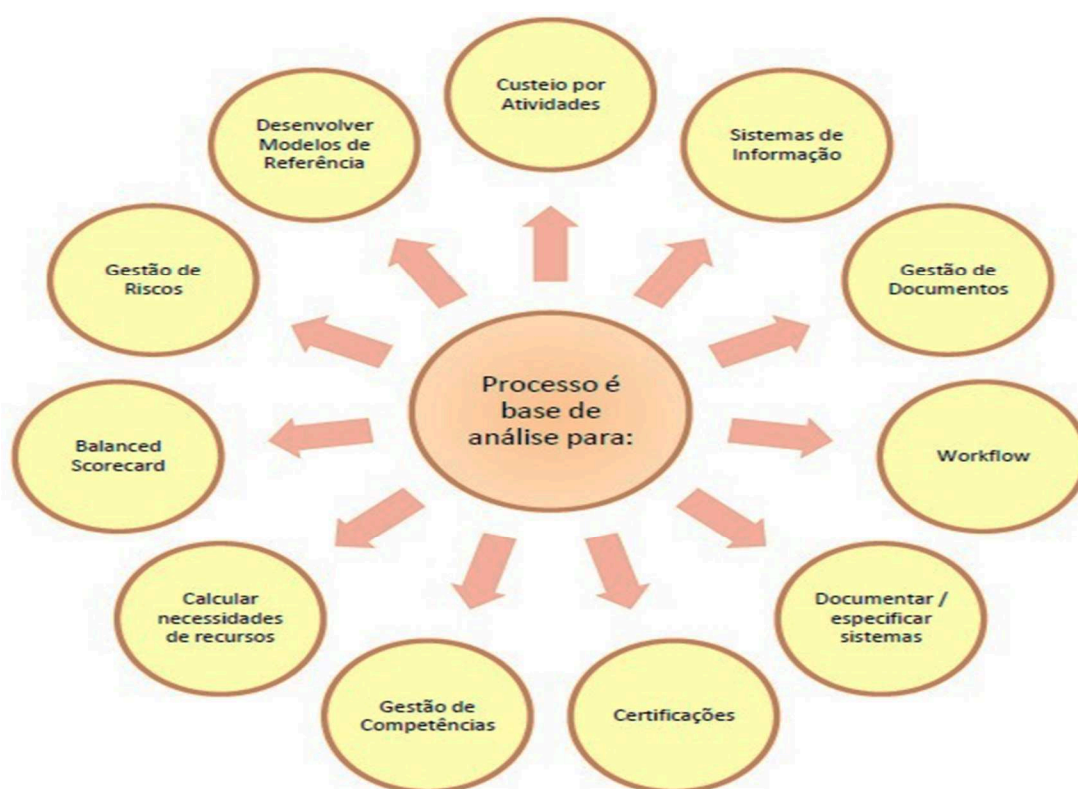 Custeio por
Atividades
Sistemas de
Informação
Gestão de
Documentos
Workflow
Documentar /
especificar
sistemas
Certificações
Gestão de
Competências
Calcular
necessidades
de recursos
Balanced
Scorecard
Gestão de
Riscos
Desenvolver
Modelos de
Referência
Processo é
base de
análise para: